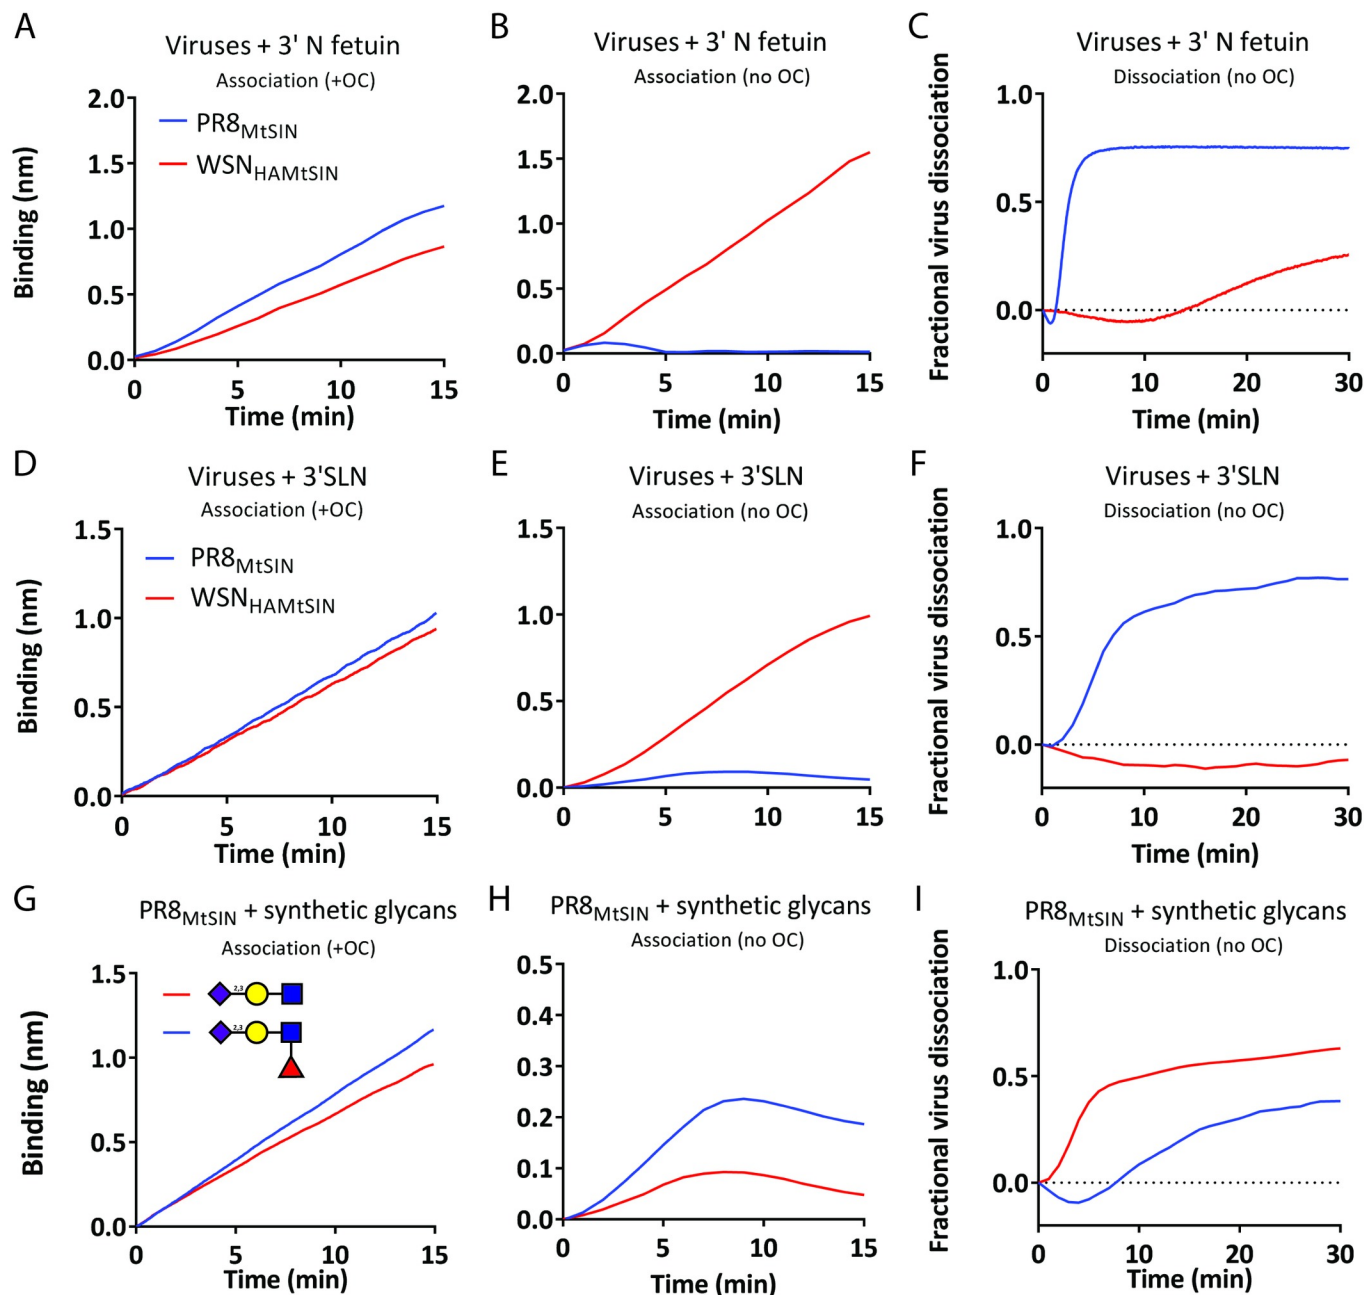 A
Viruses + 3' N fetuin
Association (+OC)
Binding (nm)
2.0
1.5
1.0
0.5
0.0
PR8MtSIN
WSNHAMtSIN
0 5 10 15
Time (min)
B
Viruses + 3' N fetuin
Association (no OC)
2.0
1.5
1.0
0.5
0.0
0 5 10 15
Time (min)
C
Viruses + 3' N fetuin
Dissociation (no OC)
Fractional virus dissociation
1.0
0.5
0.0
0 10 20 30
Time (min)
D
Viruses + 3'SLN
Association (+OC)
Binding (nm)
1.5
1.0
0.5
0.0
PR8MtSIN
WSNHAMtSIN
0 5 10 15
Time (min)
E
Viruses + 3'SLN
Association (no OC)
1.5
1.0
0.5
0.0
0 5 10 15
Time (min)
F
Viruses + 3'SLN
Dissociation (no OC)
Fractional virus dissociation
1.0
0.5
0.0
0 10 20 30
Time (min)
G
PR8MtSIN + synthetic glycans
Association (+OC)
Binding (nm)
1.5
1.0
0.5
0.0
2,3
2,3
0 5 10 15
Time (min)
H
PR8MtSIN + synthetic glycans
Association (no OC)
0.5
0.4
0.3
0.2
0.1
0.0
0 5 10 15
Time (min)
I
PR8MtSIN + synthetic glycans
Dissociation (no OC)
Fractional virus dissociation
1.0
0.5
0.0
0 10 20 30
Time (min)